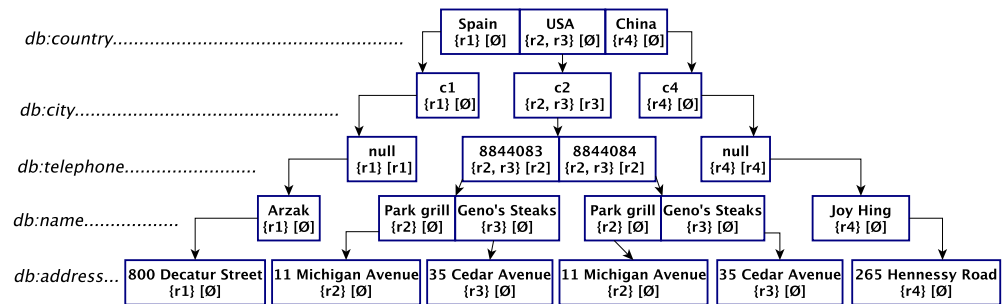 db:country
Spain USA China
{r1} [Ø] {r2, r3} [Ø] {r4} [Ø]
c1 c2 c4
{r1} [Ø] {r2, r3} [r3] {r4} [Ø]
db:city
null 8844083 8844084 null
{r1} [r1] {r2, r3} [r2] {r2, r3} [r2] {r4} [r4]
db:telephone
Arzak Park grill Geno's Steaks Park grill Geno's Steaks Joy Hing
{r1} [Ø] {r2} [Ø] {r3} [Ø] {r2} [Ø] {r3} [Ø] {r4} [Ø]
db:name
db:address 800 Decatur Street 11 Michigan Avenue 35 Cedar Avenue 11 Michigan Avenue 35 Cedar Avenue 265 Hennessy Road
{r1} [Ø] {r2} [Ø] {r3} [Ø] {r2} [Ø] {r3} [Ø] {r4} [Ø]